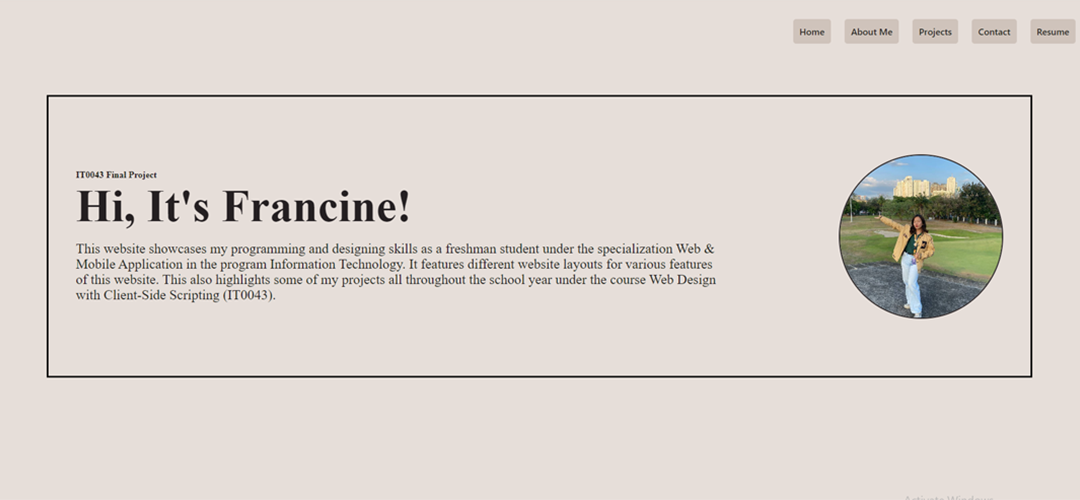 Home About Me Projects Contact Resume
IT0043 Final Project
Hi, It's Francine!
This website showcases my programming and designing skills as a freshman student under the specialization Web &
Mobile Application in the program Information Technology. It features different website layouts for various features
of this website. This also highlights some of my projects all throughout the school year under the course Web Design
with Client-Side Scripting (IT0043).
Activate Windows